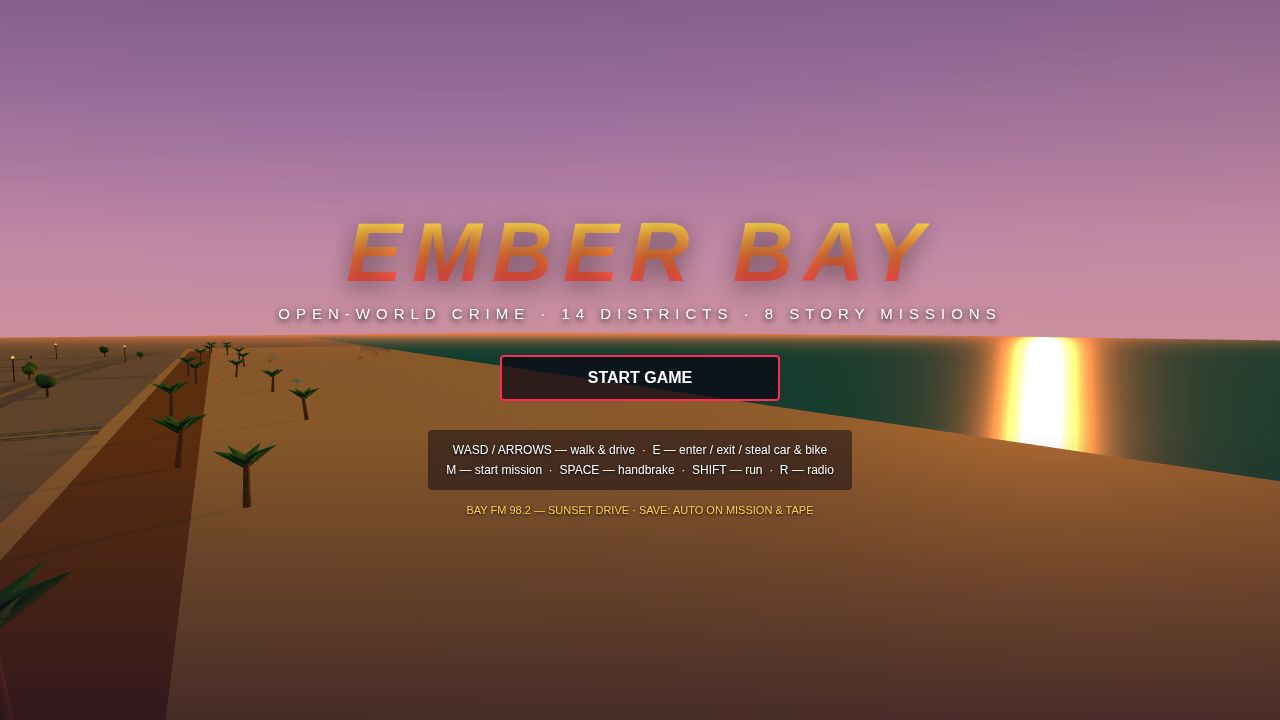 EMBER BAY
OPEN-WORLD CRIME · 14 DISTRICTS · 8 STORY MISSIONS
START GAME
WASD / ARROWS — walk & drive · E — enter / exit / steal car & bike
M — start mission · SPACE — handbrake · SHIFT — run · R — radio
BAY FM 98.2 — SUNSET DRIVE · SAVE: AUTO ON MISSION & TAPE